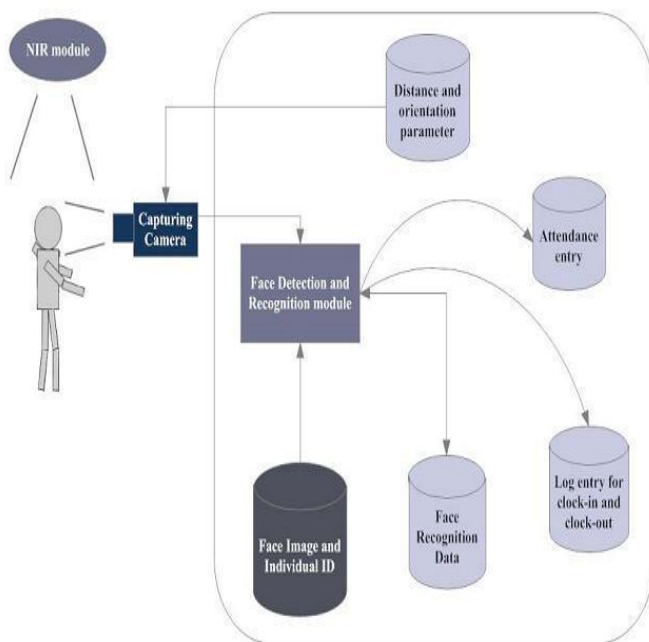 NIR module
Distance and
orientation
parameter
Capturing
Camera
Attendance
entry
Face Detection and
Recognition module
Log entry for
clock-in and
clock-out
Face Image and
Individual ID
Face
Recognition
Data